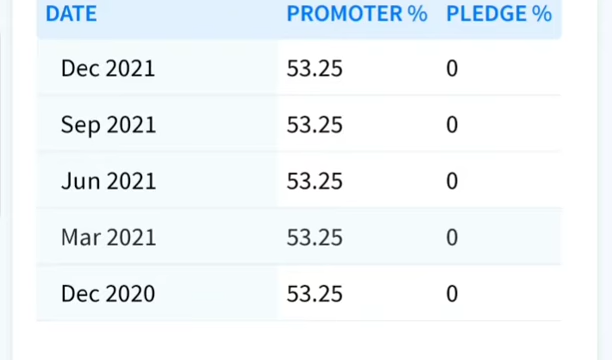 DATE PROMOTER % PLEDGE %
Dec 2021 53.25 0
Sep 2021 53.25 0
Jun 2021 53.25 0
Mar 2021 53.25 0
Dec 2020 53.25 0